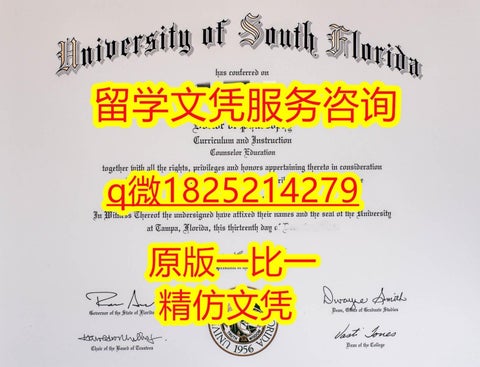 University of South Florida
has conferred on
留学文凭服务咨询
Doctor of Philosophy
Curriculum and Instruction
Counselor Education
together with all the rights, privileges and honors appertaining thereto in consideration
q微1825214279
In Witness Thereof the undersigned have affixed their names and the seal of the University
at Tampa, Florida, this thirteenth day of
原版一比一
精仿文凭
Governor of the State of Florida
Dwayne Smith
Dean, Office of Graduate Studies
Chair of the Board of Trustees
1956
Dean of the College